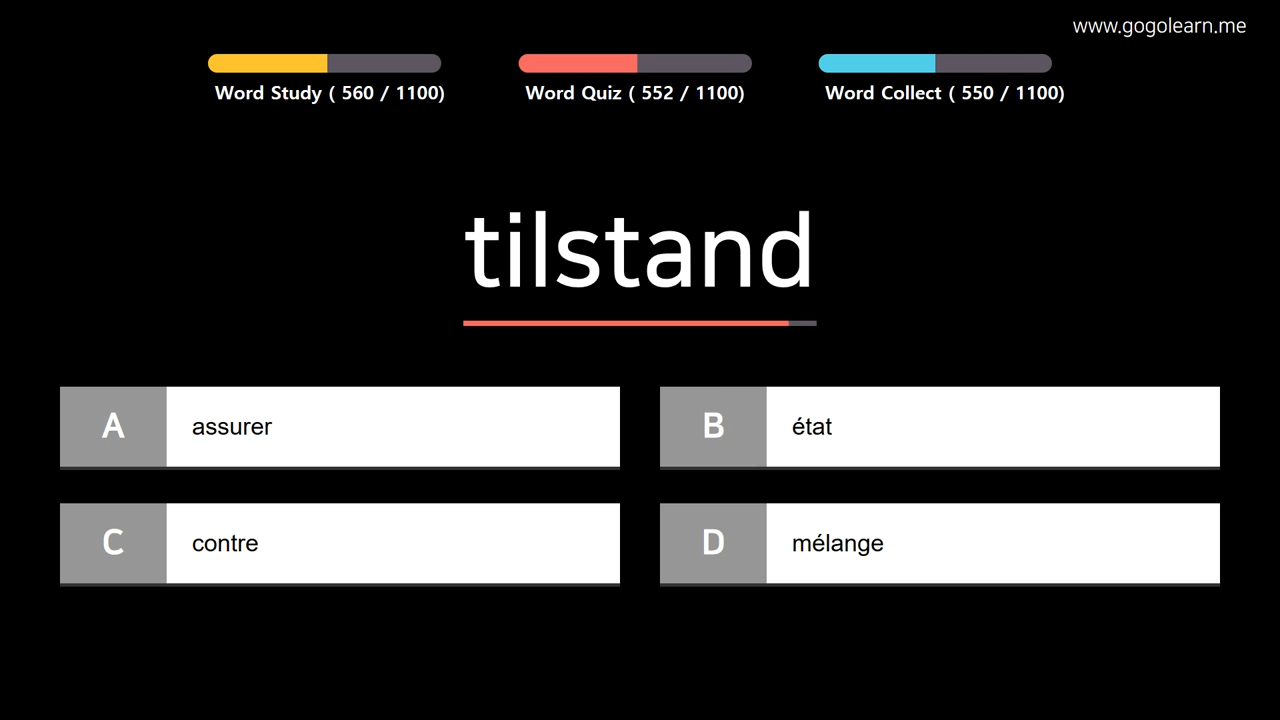 www.gogolearn.me
Word Study ( 560 / 1100)
Word Quiz ( 552 / 1100)
Word Collect ( 550 / 1100)
tilstand
A assurer
B état
C contre
D mélange